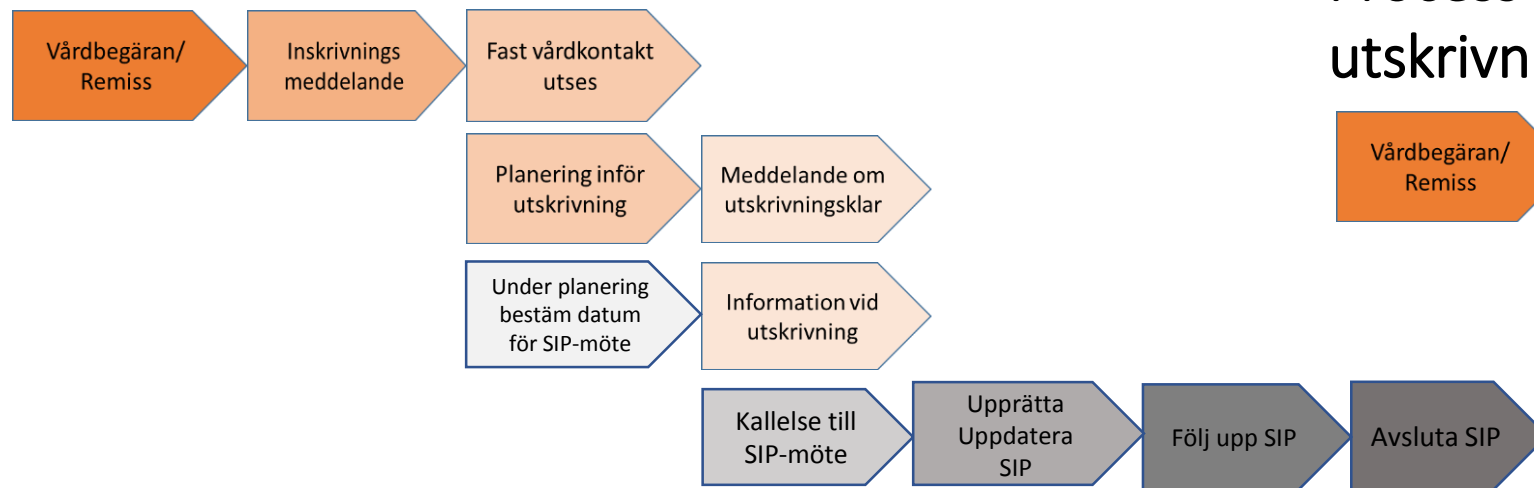 Vårdbegäran/
Remiss
Inskrivnings
meddelande
Fast vårdkontakt
utses
Planering inför
utskrivning
Meddelande om
utskrivningsklar
Under planering
bestäm datum
för SIP-möte
Information vid
utskrivning
Kallelse till
SIP-möte
Upprätta
Uppdatera
SIP
Följ upp SIP
Avsluta SIP
utskrivn
Vårdbegäran/
Remiss